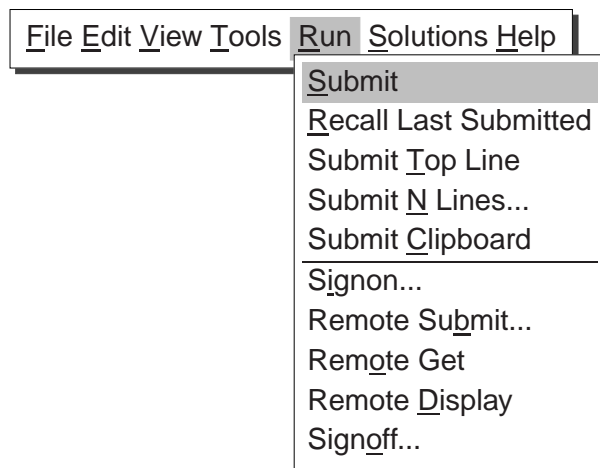 File Edit View Tools Run Solutions Help
Submit
Recall Last Submitted
Submit Top Line
Submit N Lines...
Submit Clipboard
Signon...
Remote Submit...
Remote Get
Remote Display
Signoff...